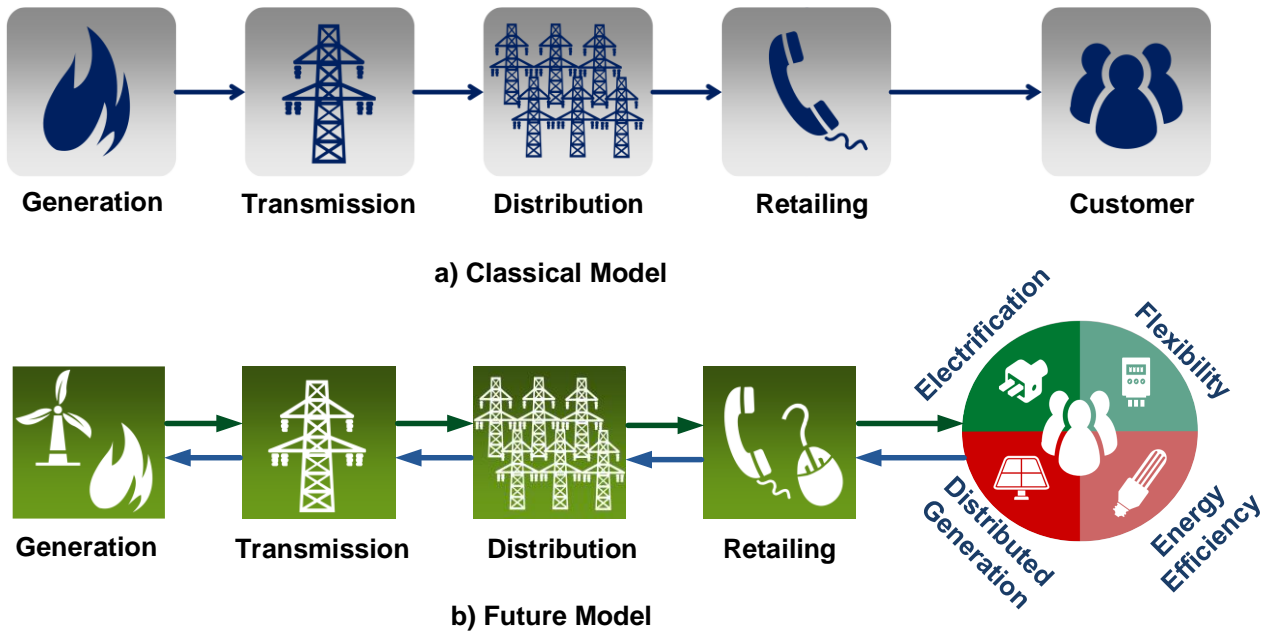 Generation
Transmission
Distribution
Retailing
Customer
a) Classical Model
Electrification
Flexibility
Distributed
Generation
Energy
Efficiency
Generation
Transmission
Distribution
Retailing
b) Future Model